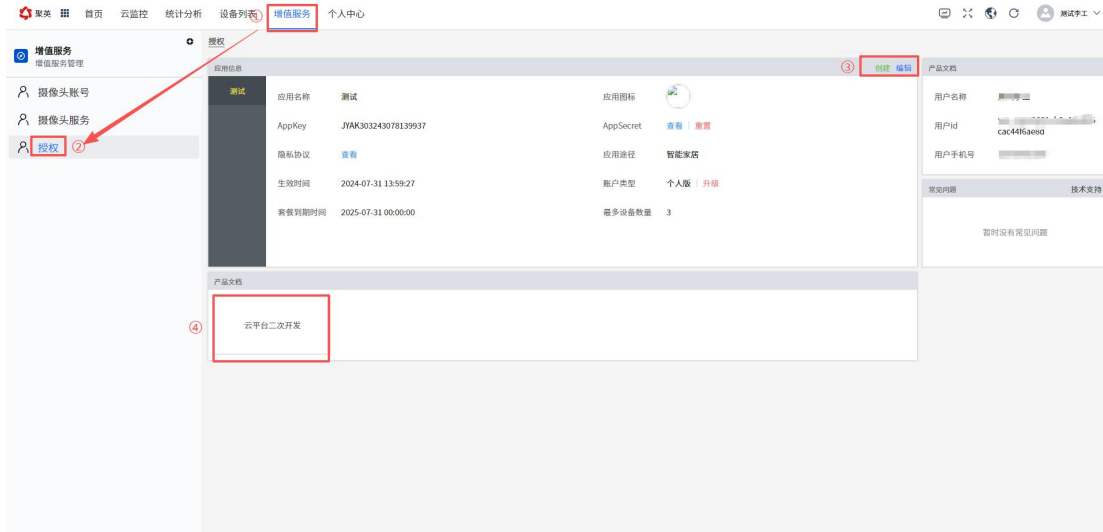 聚英 首页 云监控 统计分析 设备列表 ① 增值服务 个人中心 测试李工
增值服务
增值服务管理
摄像头账号
摄像头服务
授权 ②
授权
应用信息 ③ 创建 编辑
测试
应用名称 测试 应用图标
AppKey JYAK303243078139937 AppSecret 查看 重置
隐私协议 查看 应用途径 智能家居
生效时间 2024-07-31 13:59:27 账户类型 个人版 升级
套餐到期时间 2025-07-31 00:00:00 最多设备数量 3
产品文档
④ 云平台二次开发
产品文档
用户名称
用户id
cac44f6ae8d
用户手机号
常见问题 技术支持
暂时没有常见问题